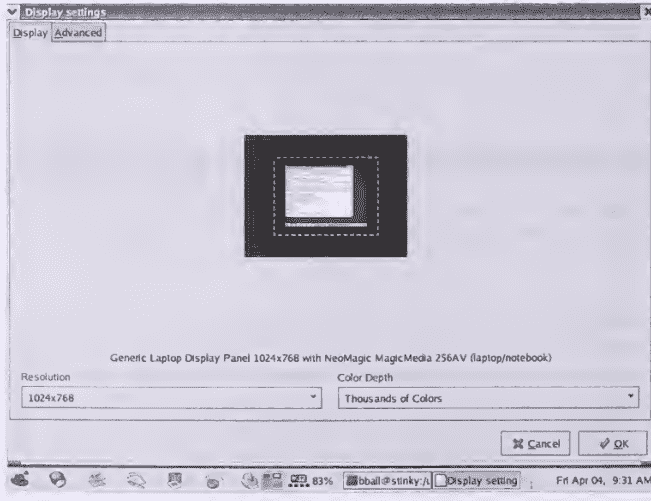 Display settings
Display Advanced
Generic Laptop Display Panel 1024x768 with NeoMagic MagicMedia 256AV (laptop/notebook)
Resolution Color Depth
1024x768 Thousands of Colors
Cancel OK
83% bball@stinky:/u Display setting Fri Apr 04, 9:31 AM